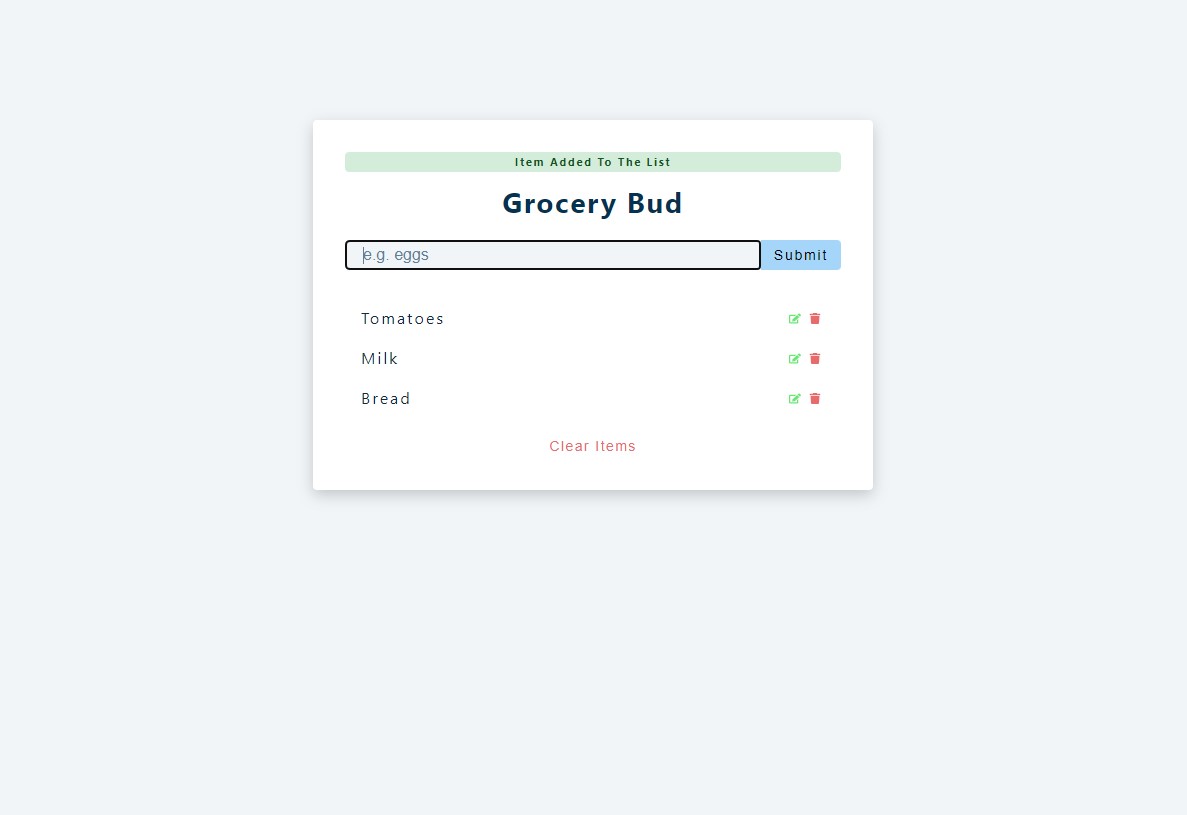 Item Added To The List
Grocery Bud
e.g. eggs Submit
Tomatoes
Milk
Bread
Clear Items